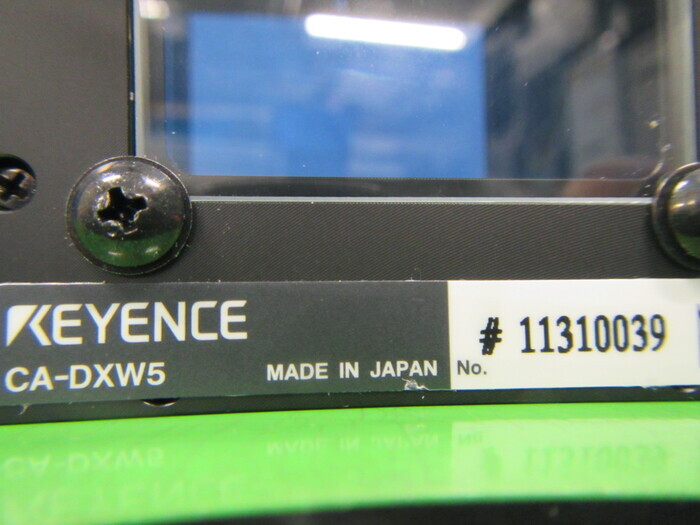 KEYENCE
CA-DXW5
MADE IN JAPAN
No. # 11310039